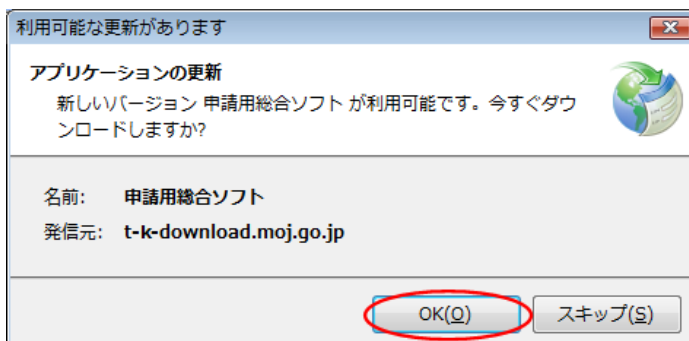 利用可能な更新があります
アプリケーションの更新
新しいバージョン 申請用総合ソフト が利用可能です。今すぐダウ
ンロードしますか?
名前: 申請用総合ソフト
発信元: t-k-download.moj.go.jp
OK(O) スキップ(S)